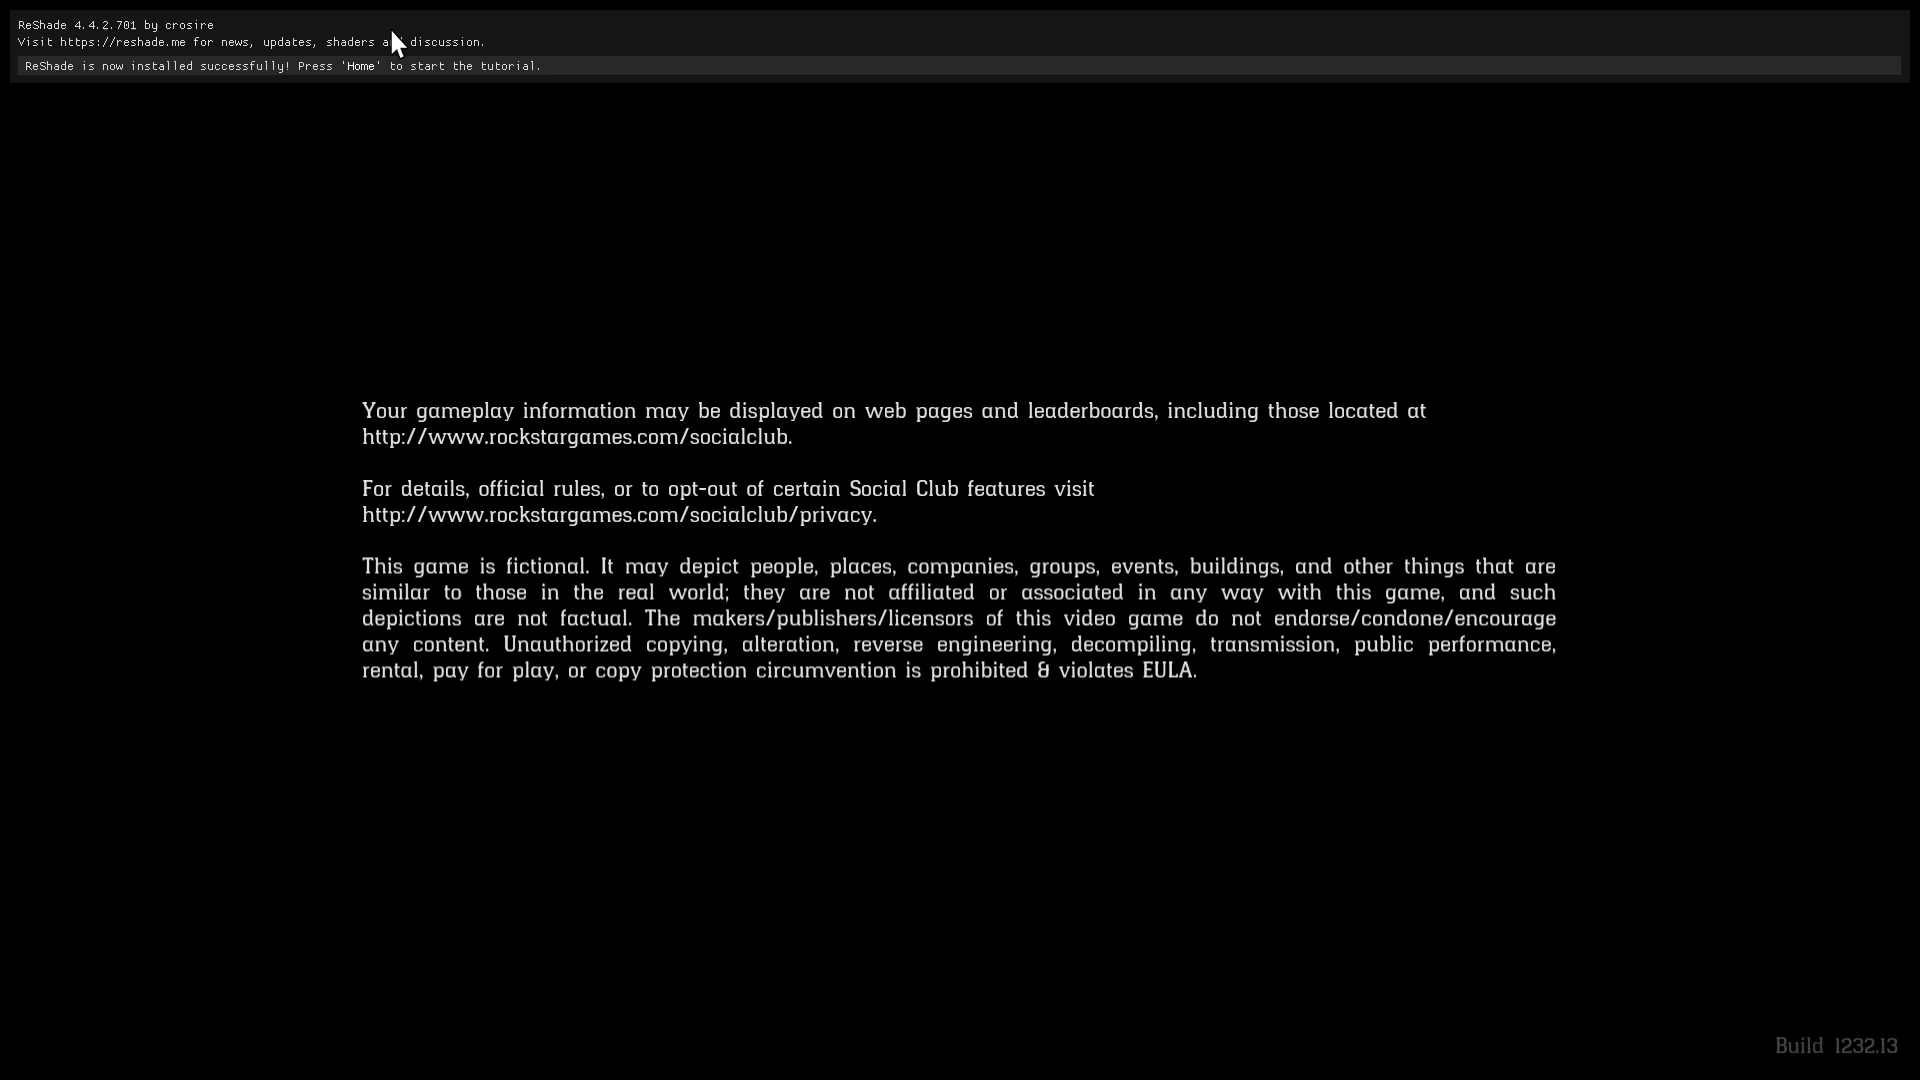 ReShade 4.4.2.701 by crosire
Visit https://reshade.me for news, updates, shaders discussion.
ReShade is now installed successfully! Press 'Home' to start the tutorial.
Your gameplay information may be displayed on web pages and leaderboards, including those located at
http://www.rockstargames.com/socialclub.
For details, official rules, or to opt-out of certain Social Club features visit
http://www.rockstargames.com/socialclub/privacy.
This game is fictional. It may depict people, places, companies, groups, events, buildings, and other things that are
similar to those in the real world; they are not affiliated or associated in any way with this game, and such
depictions are not factual. The makers/publishers/licensors of this video game do not endorse/condone/encourage
any content. Unauthorized copying, alteration, reverse engineering, decompiling, transmission, public performance,
rental, pay for play, or copy protection circumvention is prohibited & violates EULA.
Build 1232.13